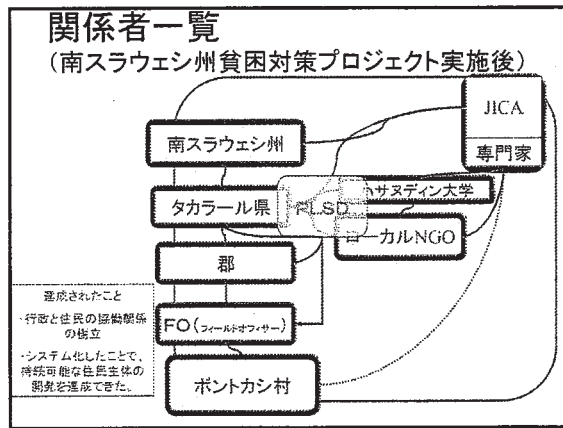 関係者一覧
(南スラウェシ州貧困対策プロジェクト実施後)
JICA
専門家
南スラウェシ州
タカラール県
PLSD
ハサヌディン大学
ローカルNGO
郡
FO(フィールドオフィサー)
ボントカシ村
達成されたこと
・行政と住民の協働関係
の樹立
・システム化したことで、
持続可能な住民主体の
開発を達成できた。